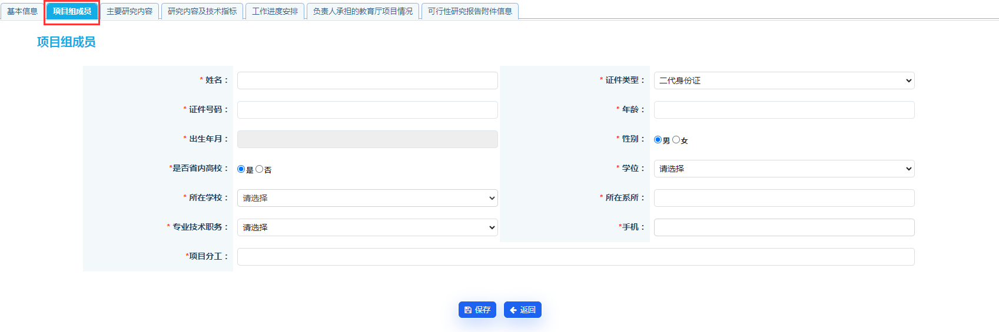 基本信息 项目组成员 主要研究内容 研究内容及技术指标 工作进度安排 负责人承担的教育厅项目情况 可行性研究报告附件信息
项目组成员
* 姓名： * 证件类型： 二代身份证
* 证件号码： * 年龄：
* 出生年月： * 性别： 男 女
*是否省内高校： 是 否 * 学位： 请选择
* 所在学校： 请选择 * 所在系所：
* 专业技术职务： 请选择 *手机：
*项目分工：
保存 返回